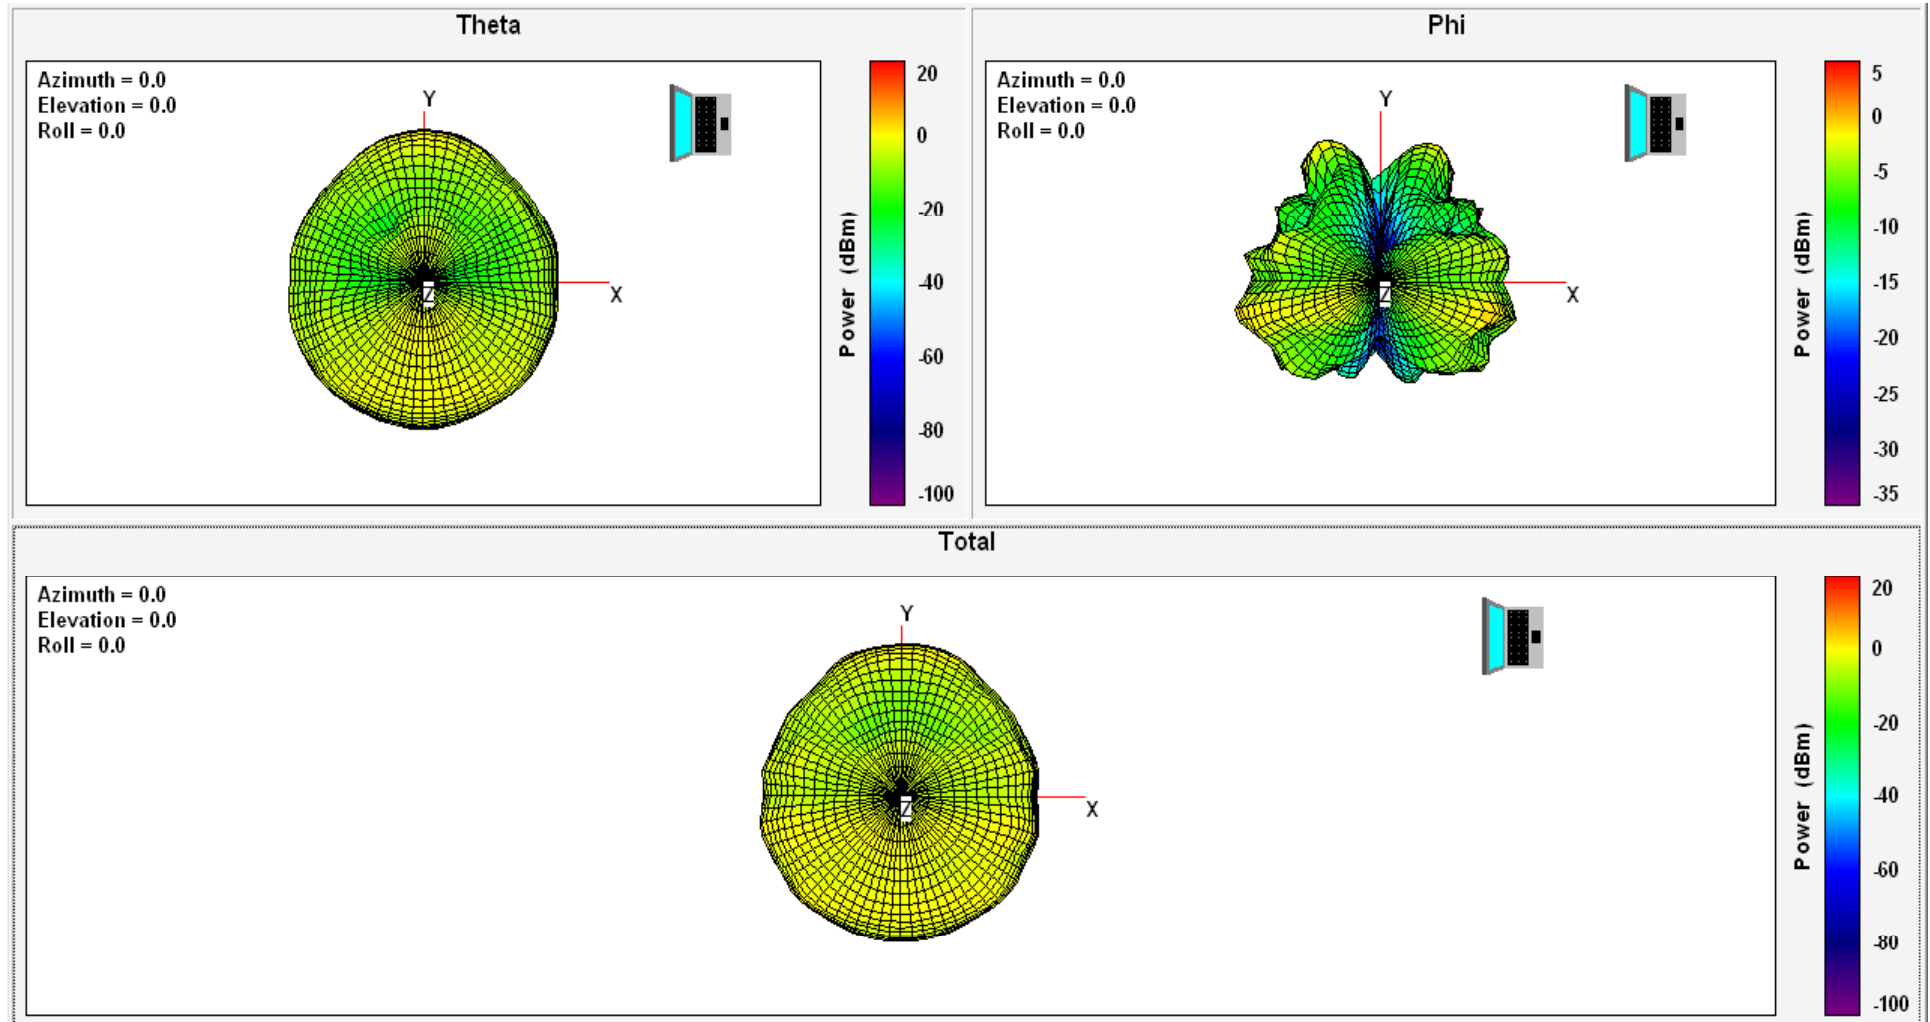 Theta
Azimuth = 0.0
Elevation = 0.0
Roll = 0.0
Y
X
Z
Power (dBm)
20
0
-20
-40
-60
-80
-100
Phi
Azimuth = 0.0
Elevation = 0.0
Roll = 0.0
Y
X
Z
Power (dBm)
5
0
-5
-10
-15
-20
-25
-30
-35
Total
Azimuth = 0.0
Elevation = 0.0
Roll = 0.0
Y
X
Z
Power (dBm)
20
0
-20
-40
-60
-80
-100